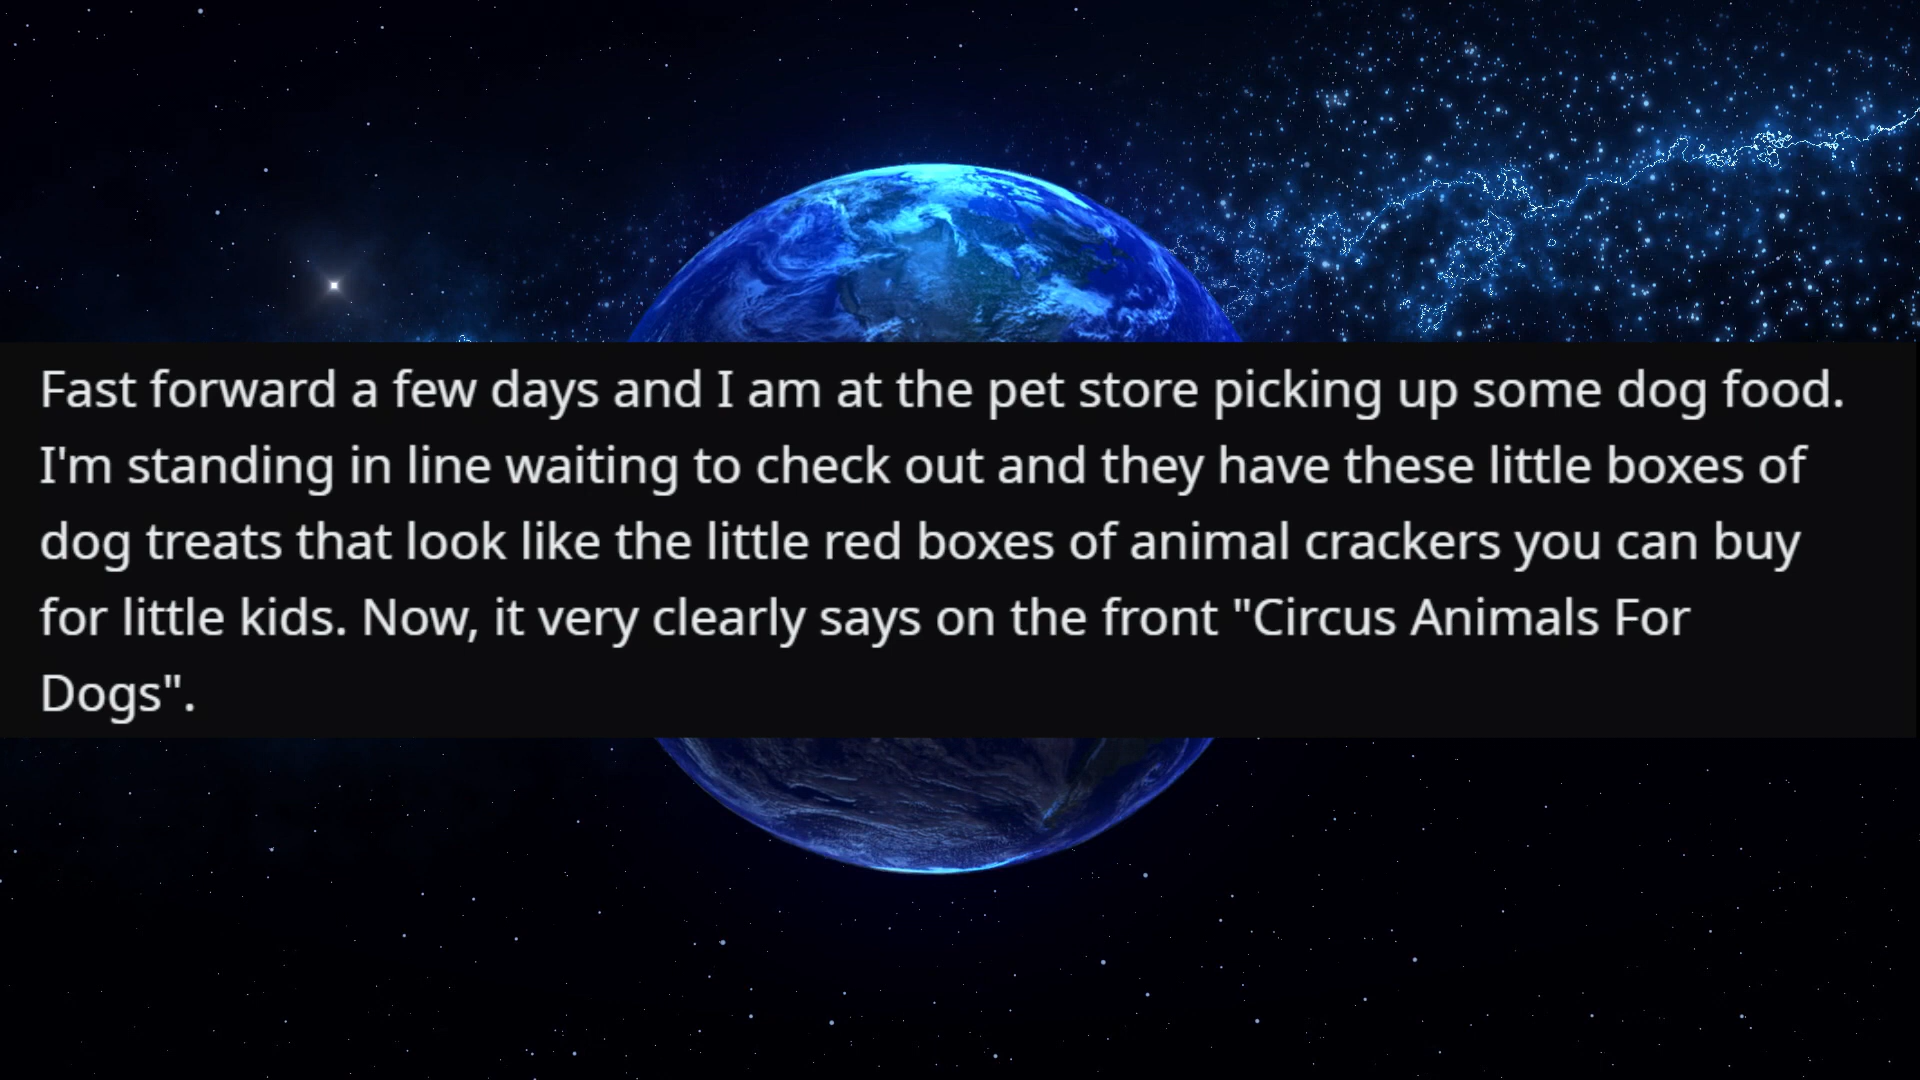 Fast forward a few days and I am at the pet store picking up some dog food.
I'm standing in line waiting to check out and they have these little boxes of
dog treats that look like the little red boxes of animal crackers you can buy
for little kids. Now, it very clearly says on the front "Circus Animals For
Dogs".